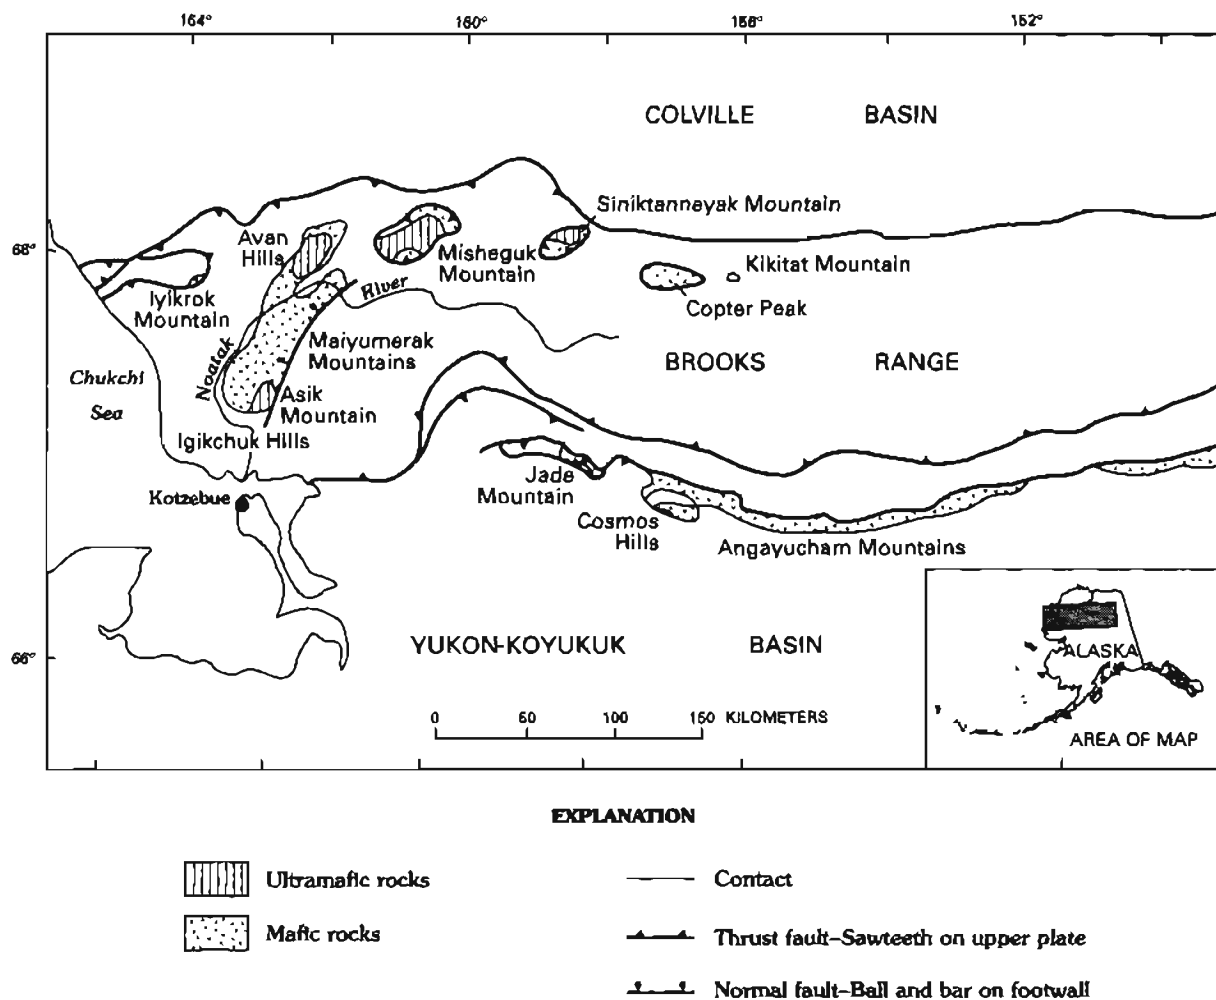 164°
160°
156°
152°
COLVILLE BASIN
Siniktanneyak Mountain
68°
Avan
Hills
Misheguk
Mountain
Kikitat Mountain
Iyikrok
Mountain
River
Copter Peak
Noatak
Maiyumerak
Mountains
BROOKS RANGE
Chukchi
Sea
Asik
Mountain
Igikchuk Hills
Kotzebue
Jade
Mountain
Cosmos
Hills
Angayucham Mountains
66°
YUKON-KOYUKUK BASIN
ALASKA
0 50 100 150 KILOMETERS
AREA OF MAP
EXPLANATION
Ultramafic rocks
Contact
Mafic rocks
Thrust fault–Sawteeth on upper plate
Normal fault–Ball and bar on footwall